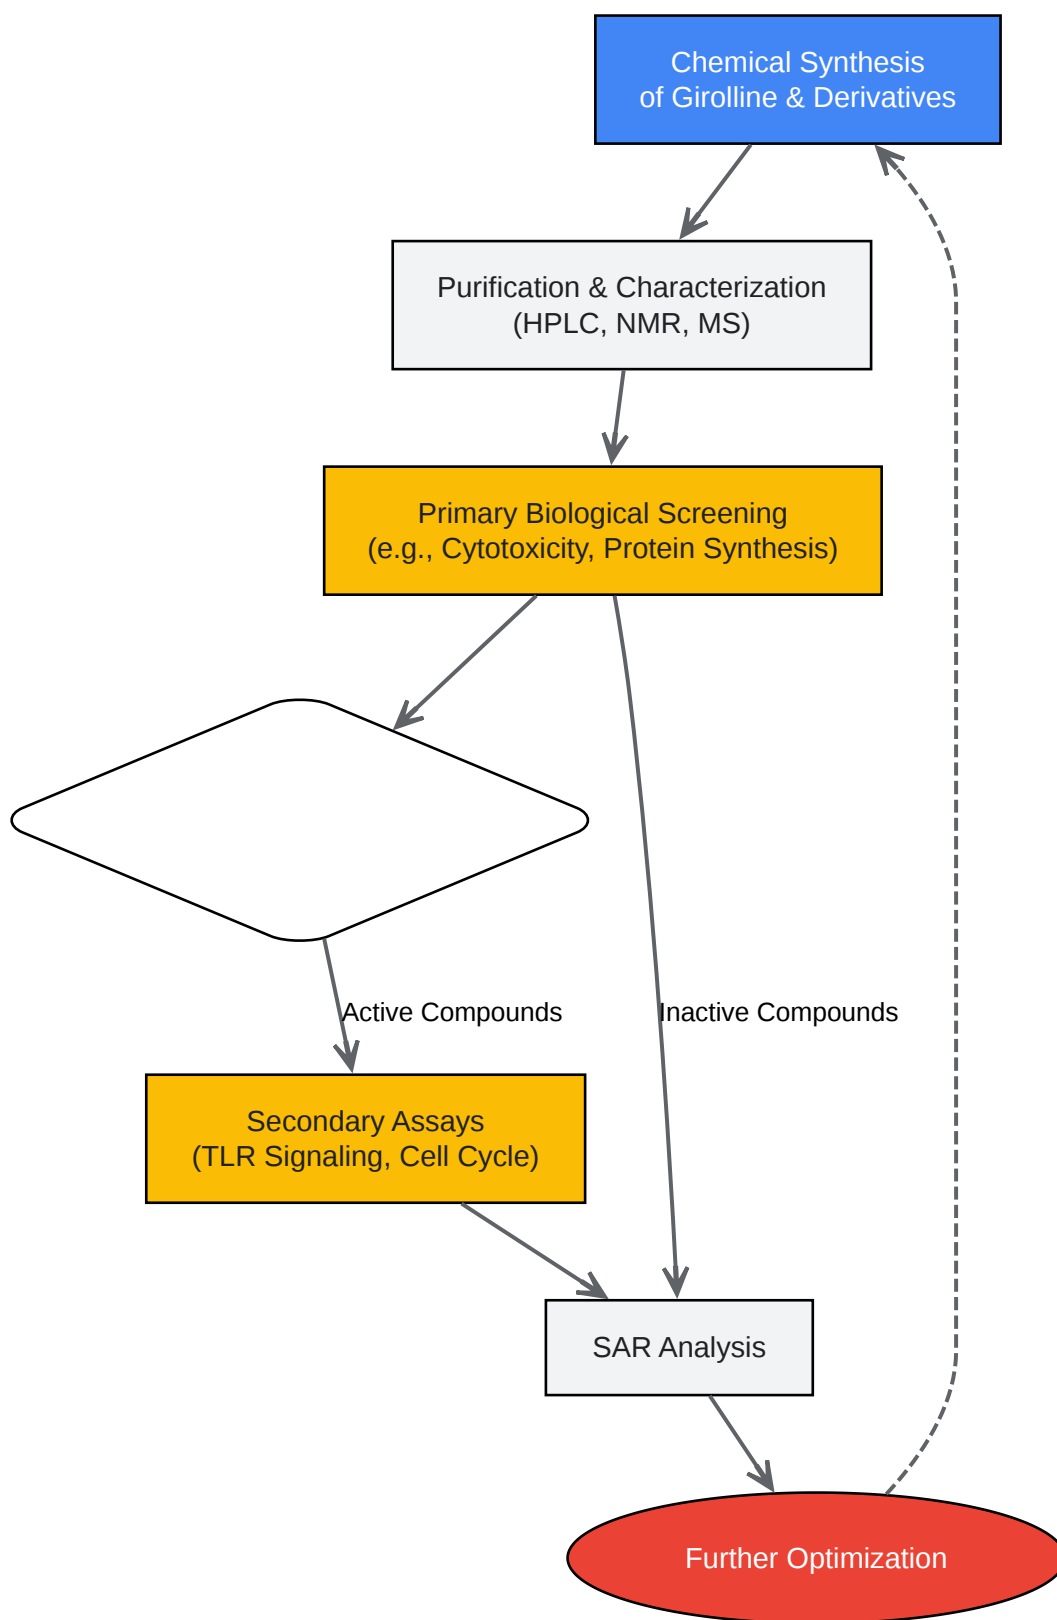 Chemical Synthesis
of Girolline & Derivatives
Purification & Characterization
(HPLC, NMR, MS)
Primary Biological Screening
(e.g., Cytotoxicity, Protein Synthesis)
Active Compounds
Inactive Compounds
Secondary Assays
(TLR Signaling, Cell Cycle)
SAR Analysis
Further Optimization